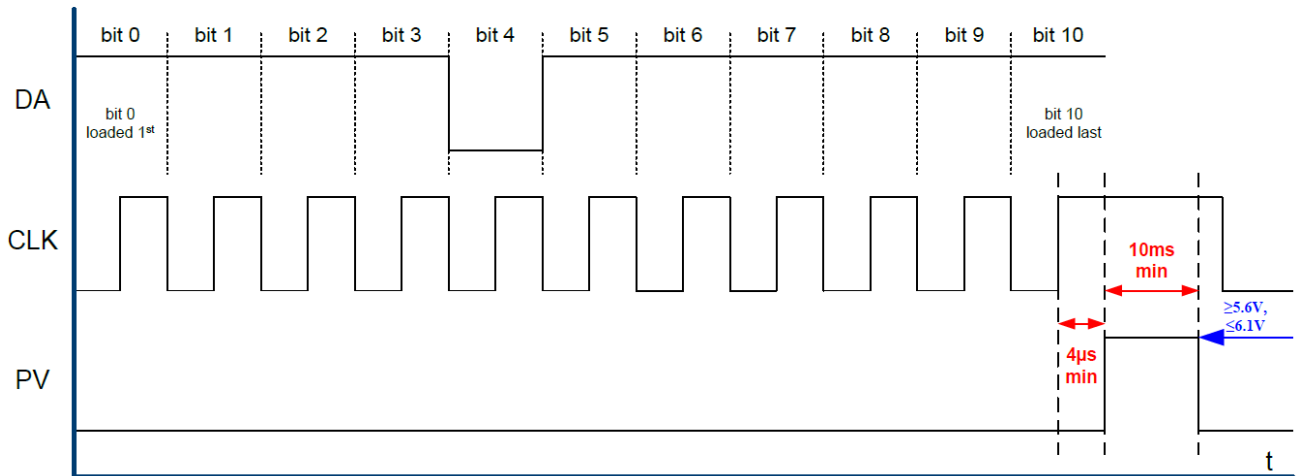 bit 0 bit 1 bit 2 bit 3 bit 4 bit 5 bit 6 bit 7 bit 8 bit 9 bit 10
DA
bit 0
loaded 1st
bit 10
loaded last
CLK
10ms
min
≥5.6V,
≤6.1V
4µs
min
PV
t